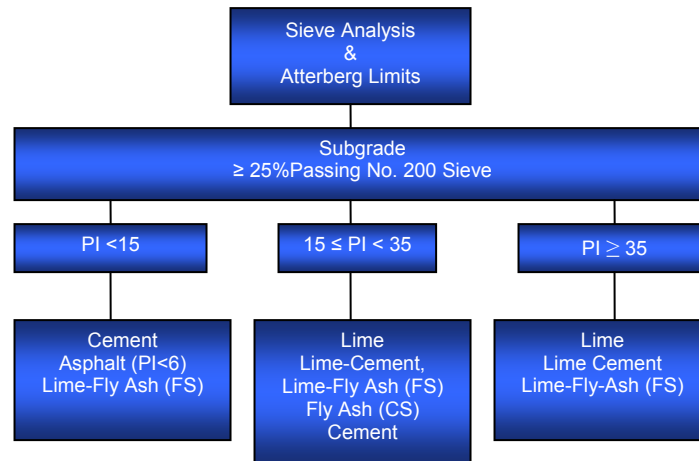 Sieve Analysis
&
Atterberg Limits
Subgrade
≥ 25%Passing No. 200 Sieve
PI <15
15 ≤ PI < 35
PI ≥ 35
Cement
Asphalt (PI<6)
Lime-Fly Ash (FS)
Lime
Lime-Cement,
Lime-Fly Ash (FS)
Fly Ash (CS)
Cement
Lime
Lime Cement
Lime-Fly-Ash (FS)